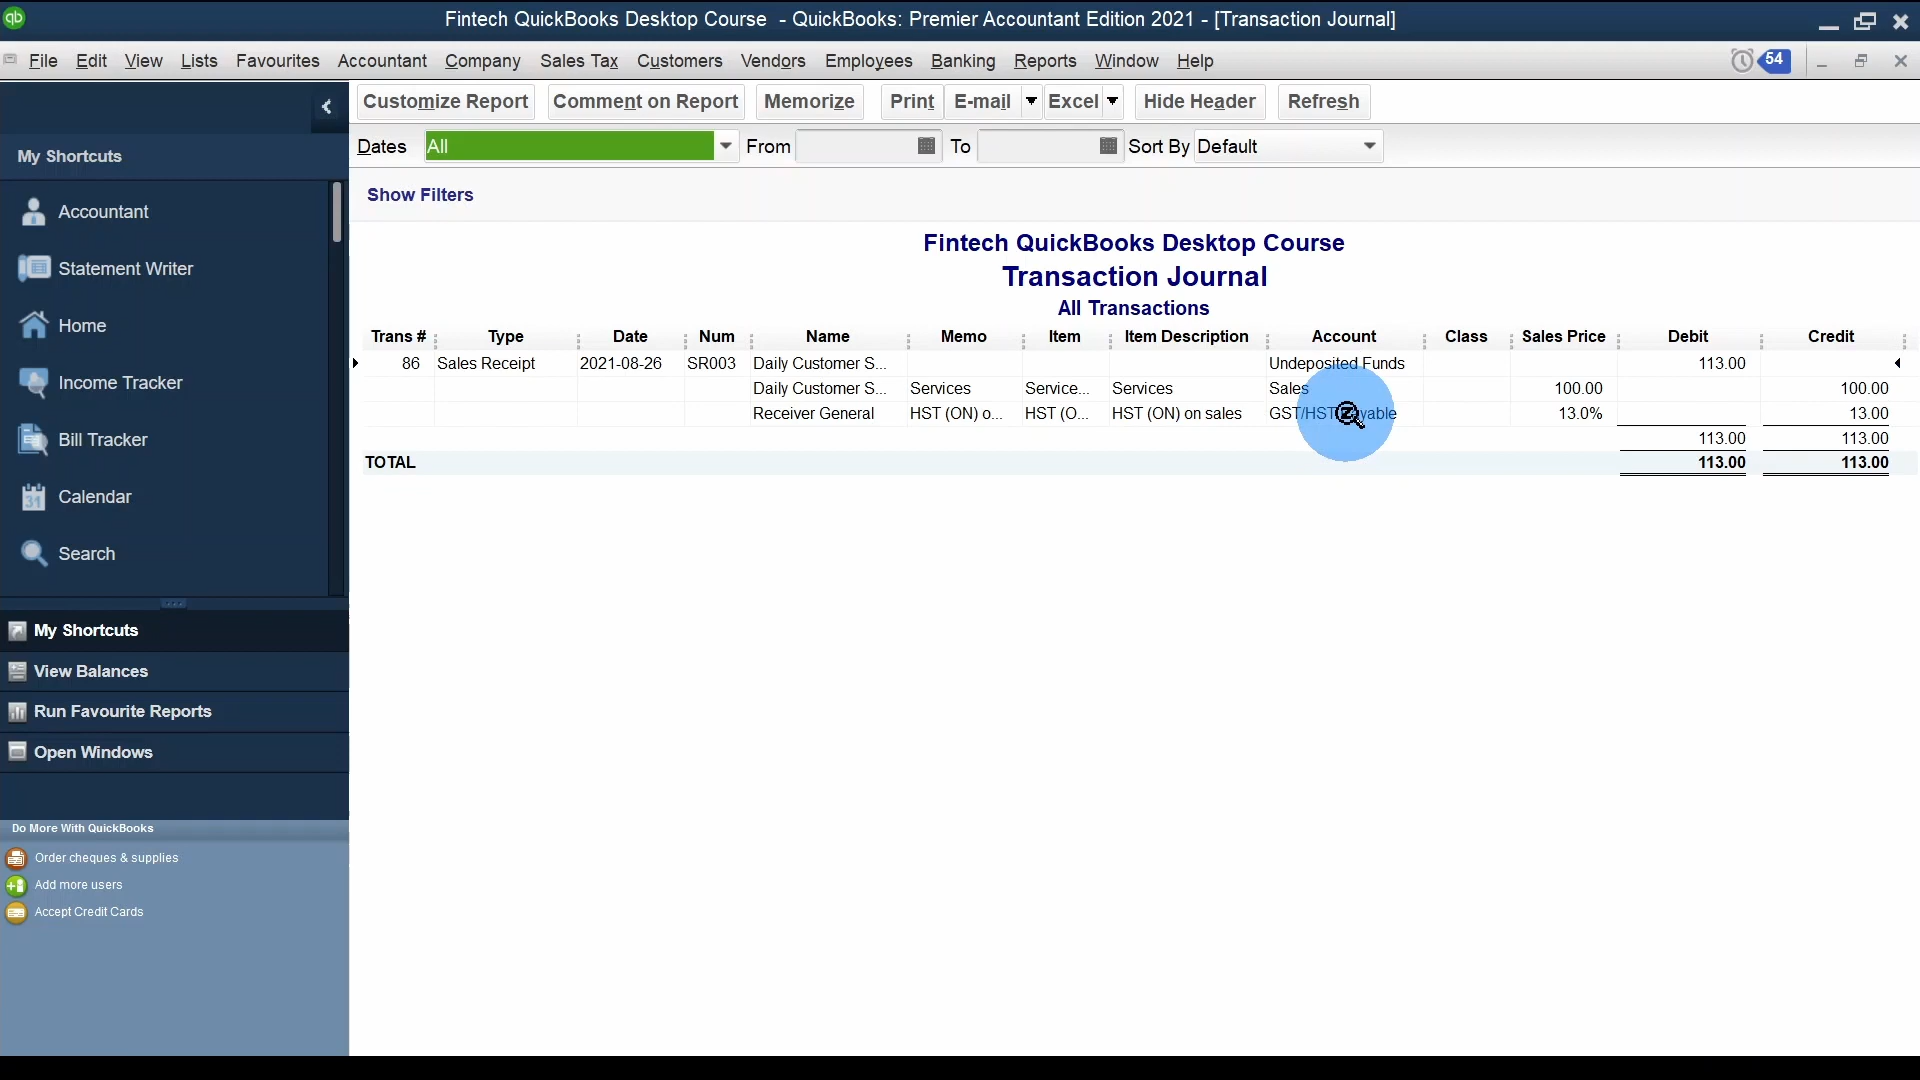 qb
Fintech QuickBooks Desktop Course - QuickBooks: Premier Accountant Edition 2021 - [Transaction Journal]
File Edit View Lists Favourites Accountant Company Sales Tax Customers Vendors Employees Banking Reports Window Help 54
Customize Report Comment on Report Memorize Print E-mail Excel Hide Header Refresh
Dates All From To Sort By Default
Show Filters
My Shortcuts
Accountant
Statement Writer
Home
Income Tracker
Bill Tracker
31 Calendar
Search
My Shortcuts
View Balances
Run Favourite Reports
Open Windows
Do More With QuickBooks
Order cheques & supplies
Add more users
Accept Credit Cards
Fintech QuickBooks Desktop Course
Transaction Journal
All Transactions
Trans # Type Date Num Name Memo Item Item Description Account Class Sales Price Debit Credit
86 Sales Receipt 2021-08-26 SR003 Daily Customer S... Undeposited Funds 113.00
Daily Customer S... Services Service... Services Sales 100.00 100.00
Receiver General HST (ON) o... HST (O... HST (ON) on sales GST/HST Payable 13.0% 13.00
113.00 113.00
TOTAL 113.00 113.00